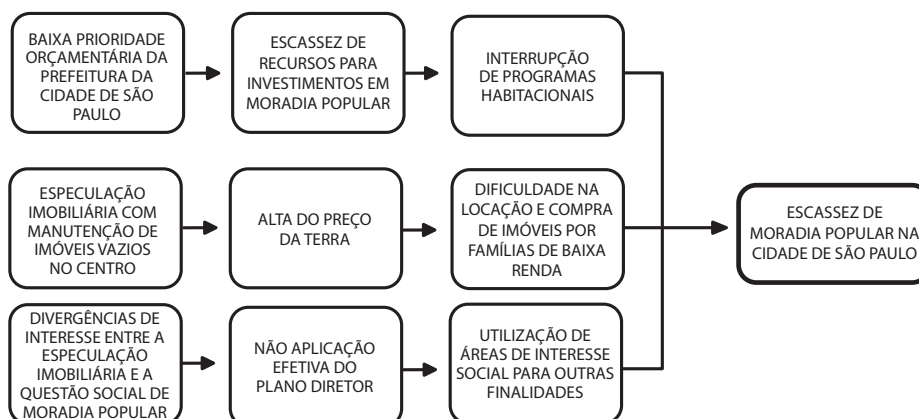 BAIXA PRIORIDADE
ORÇAMENTÁRIA DA
PREFEITURA DA
CIDADE DE SÃO
PAULO
ESCASSEZ DE
RECURSOS PARA
INVESTIMENTOS EM
MORADIA POPULAR
INTERRUPÇÃO
DE PROGRAMAS
HABITACIONAIS
ESPECULAÇÃO
IMOBILIÁRIA COM
MANUTENÇÃO DE
IMÓVEIS VAZIOS
NO CENTRO
ALTA DO PREÇO
DA TERRA
DIFICULDADE NA
LOCAÇÃO E COMPRA
DE IMÓVEIS POR
FAMÍLIAS DE BAIXA
RENDA
ESCASSEZ DE
MORADIA POPULAR NA
CIDADE DE SÃO PAULO
DIVERGÊNCIAS DE
INTERESSE ENTRE A
ESPECULAÇÃO
IMOBILIÁRIA E A
QUESTÃO SOCIAL DE
MORADIA POPULAR
NÃO APLICAÇÃO
EFETIVA DO
PLANO DIRETOR
UTILIZAÇÃO DE
ÁREAS DE INTERESSE
SOCIAL PARA OUTRAS
FINALIDADES